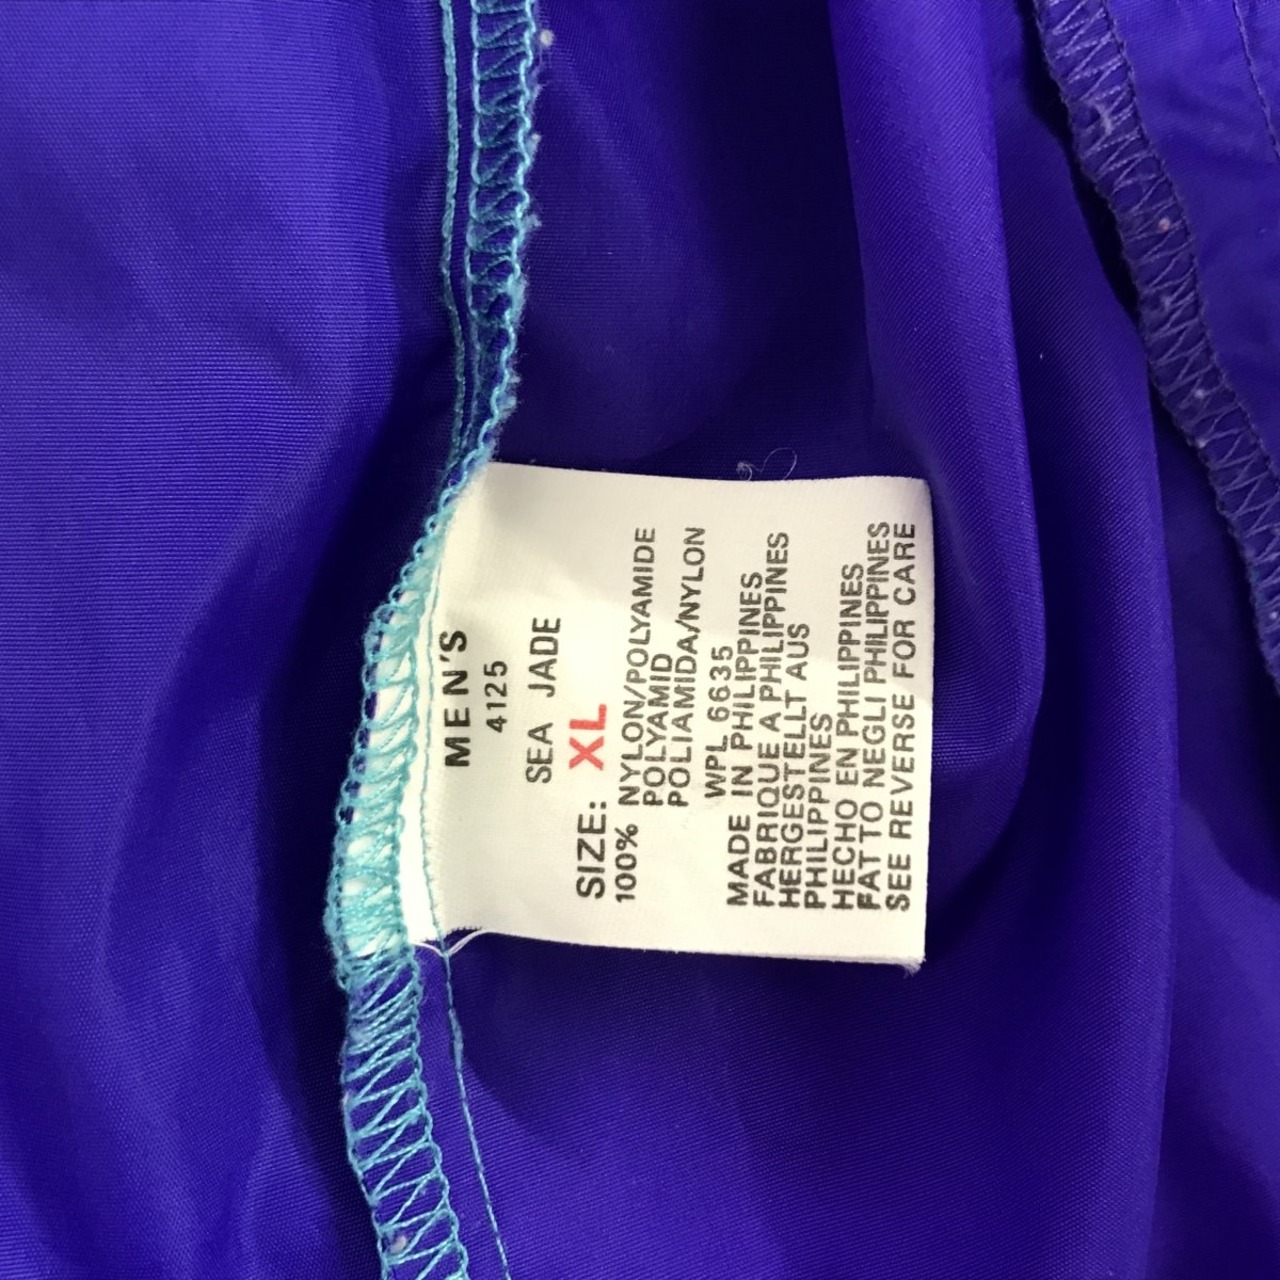 MEN'S
4125
SEA JADE
SIZE: XL
100% NYLON/POLYAMIDE
POLYAMID
POLIAMIDA/NYLON
WPL 6635
MADE IN PHILIPPINES
FABRIQUE A PHILIPPINES
HERGESTELLT AUS
PHILIPPINES
HECHO EN PHILIPPINES
FAT TO NEGLI PHILIPPINES
SEE REVERSE FOR CARE